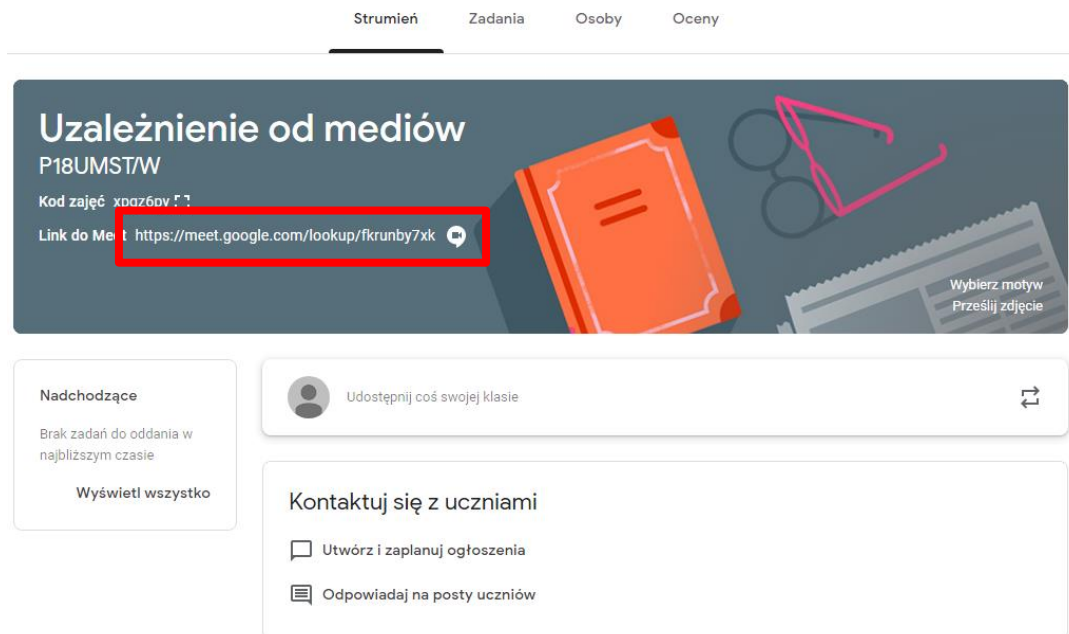 Strumień Zadania Osoby Oceny
Uzależnienie od mediów
P18UMST/W
Kod zajęć
Link do Meet https://meet.google.com/lookup/fkrunby7xk
Wybierz motyw
Prześlij zdjęcie
Nadchodzące
Brak zadań do oddania w
najbliższym czasie
Wyświetl wszystko
Udostępnij coś swojej klasie
Kontaktuj się z uczniami
Utwórz i zaplanuj ogłoszenia
Odpowiadaj na posty uczniów